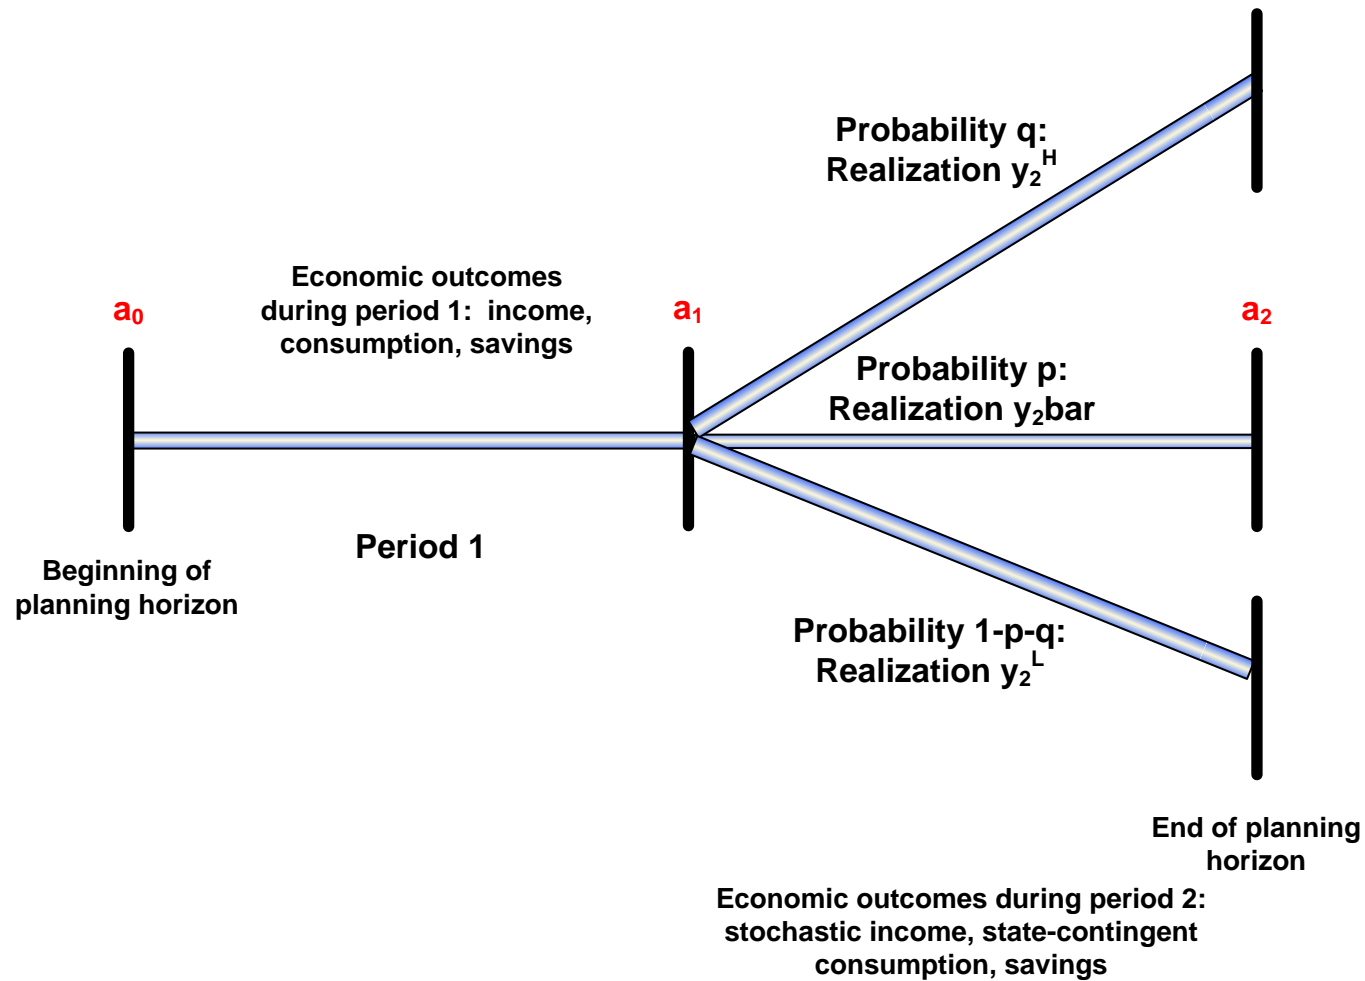 Probability q:
Realization y₂ᴴ
Economic outcomes
during period 1: income,
consumption, savings
a₀
a₁
a₂
Probability p:
Realization y₂bar
Period 1
Beginning of
planning horizon
Probability 1-p-q:
Realization y₂ᴸ
End of planning
horizon
Economic outcomes during period 2:
stochastic income, state-contingent
consumption, savings